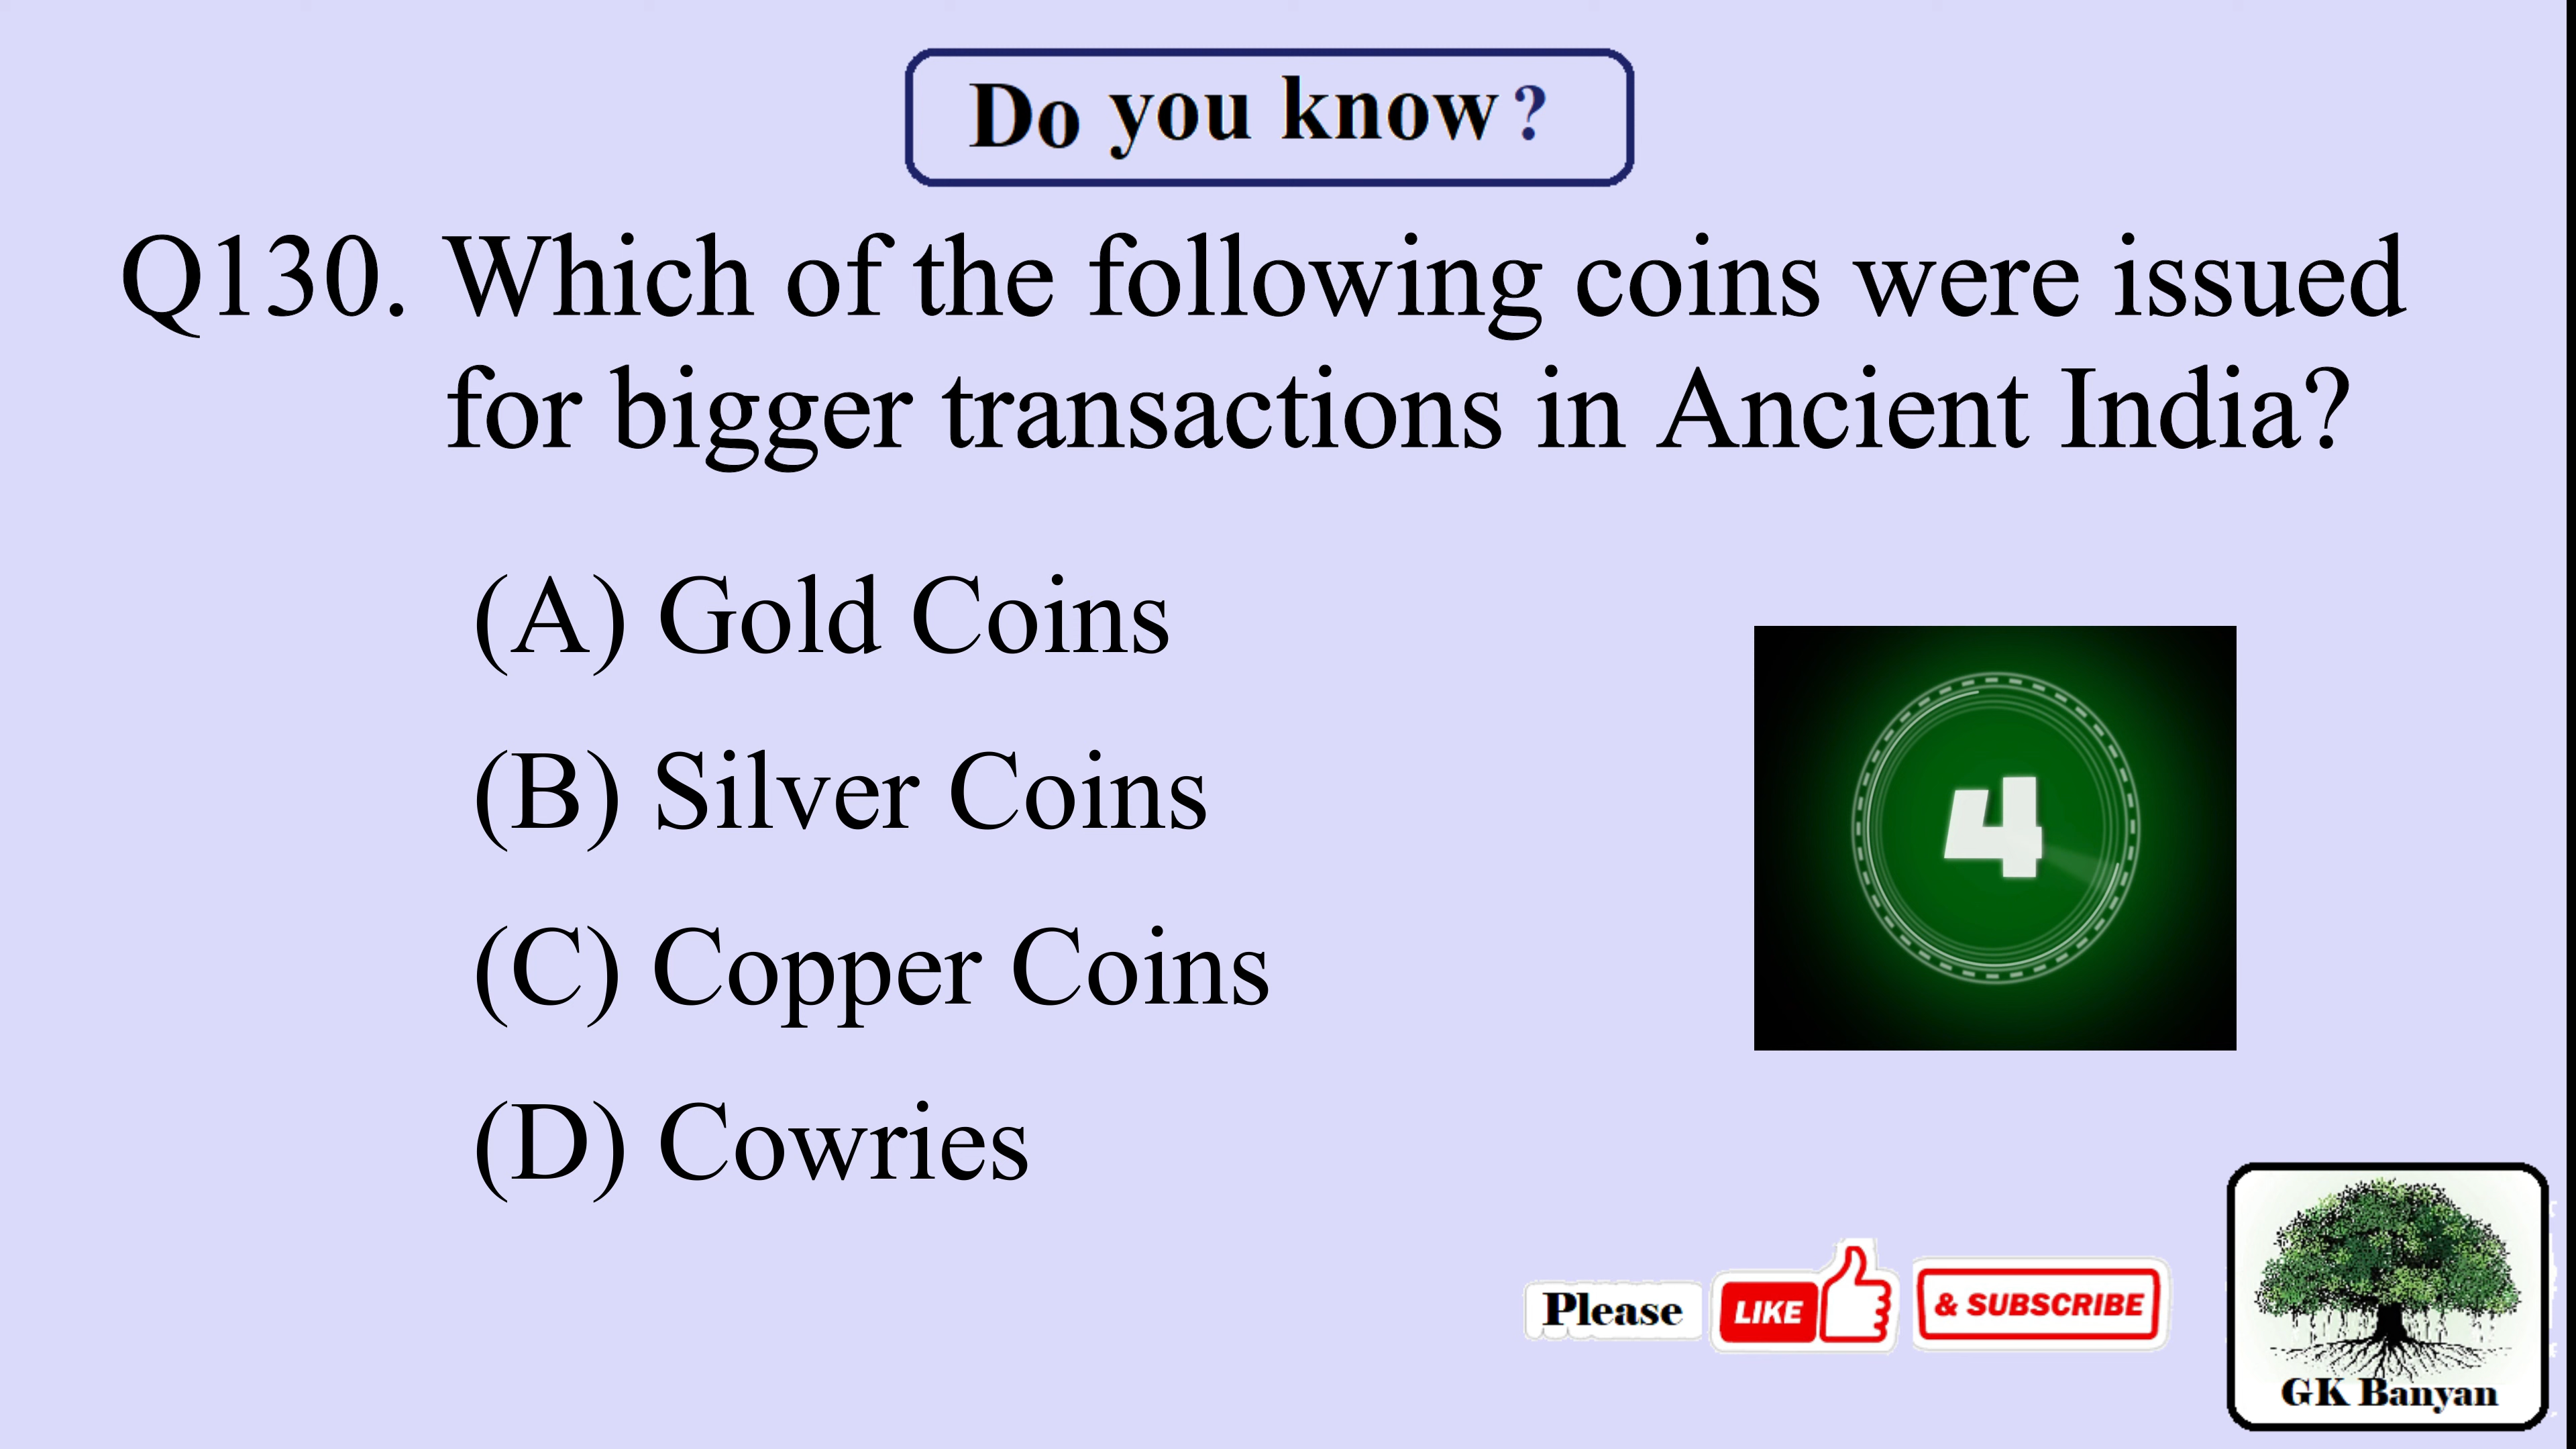 Do you know ?
Q130. Which of the following coins were issued
for bigger transactions in Ancient India?
(A) Gold Coins
(B) Silver Coins
(C) Copper Coins
(D) Cowries
4
Please LIKE & SUBSCRIBE
GK Banyan